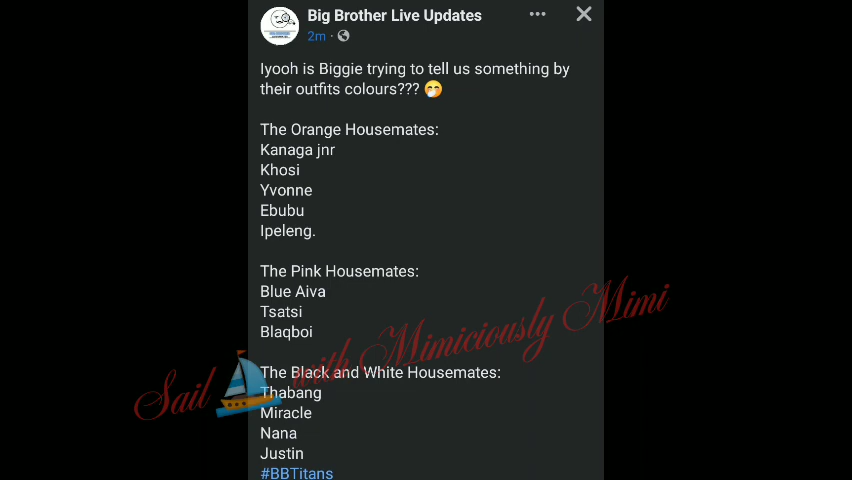 Big Brother Live Updates
2m
Iyooh is Biggie trying to tell us something by
their outfits colours???
The Orange Housemates:
Kanaga jnr
Khosi
Yvonne
Ebubu
Ipeleng.
The Pink Housemates:
Blue Aiva
Tsatsi
Blaqboi
The Black and White Housemates:
Thabang
Miracle
Nana
Justin
#BBTitans
Sail with Mimiciously Mimi